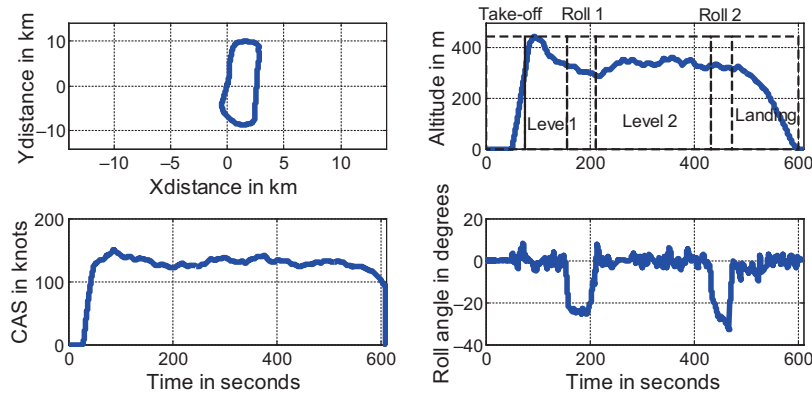 Take-off Roll 1 Roll 2
10
0
−10
Y distance in km
−10 −5 0 5 10
X distance in km
400
200
0
Altitude in m
Level 1 Level 2 Landing
0 200 400 600
200
100
0
CAS in knots
0 200 400 600
Time in seconds
20
0
−20
−40
Roll angle in degrees
0 200 400 600
Time in seconds